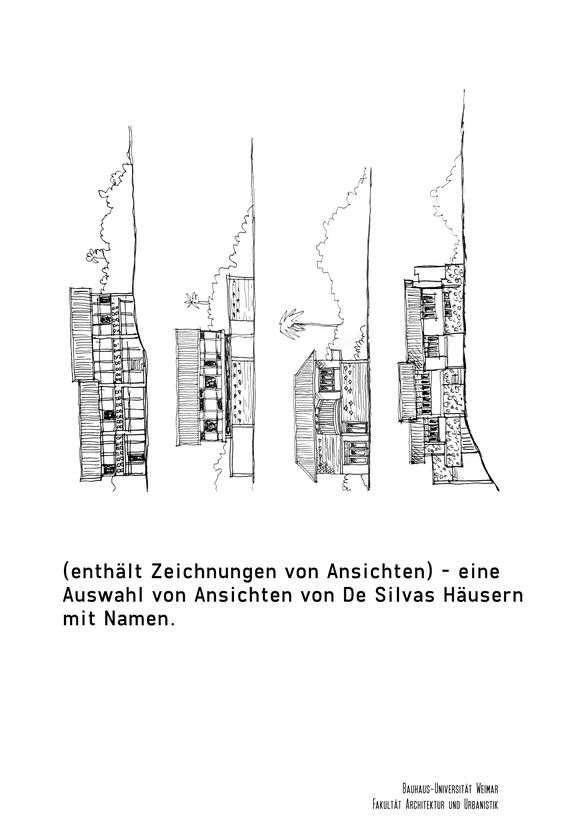 (enthält Zeichnungen von Ansichten) - eine
Auswahl von Ansichten von De Silvas Häusern
mit Namen.
Bauhaus-Universität Weimar
Fakultät Architektur und Urbanistik